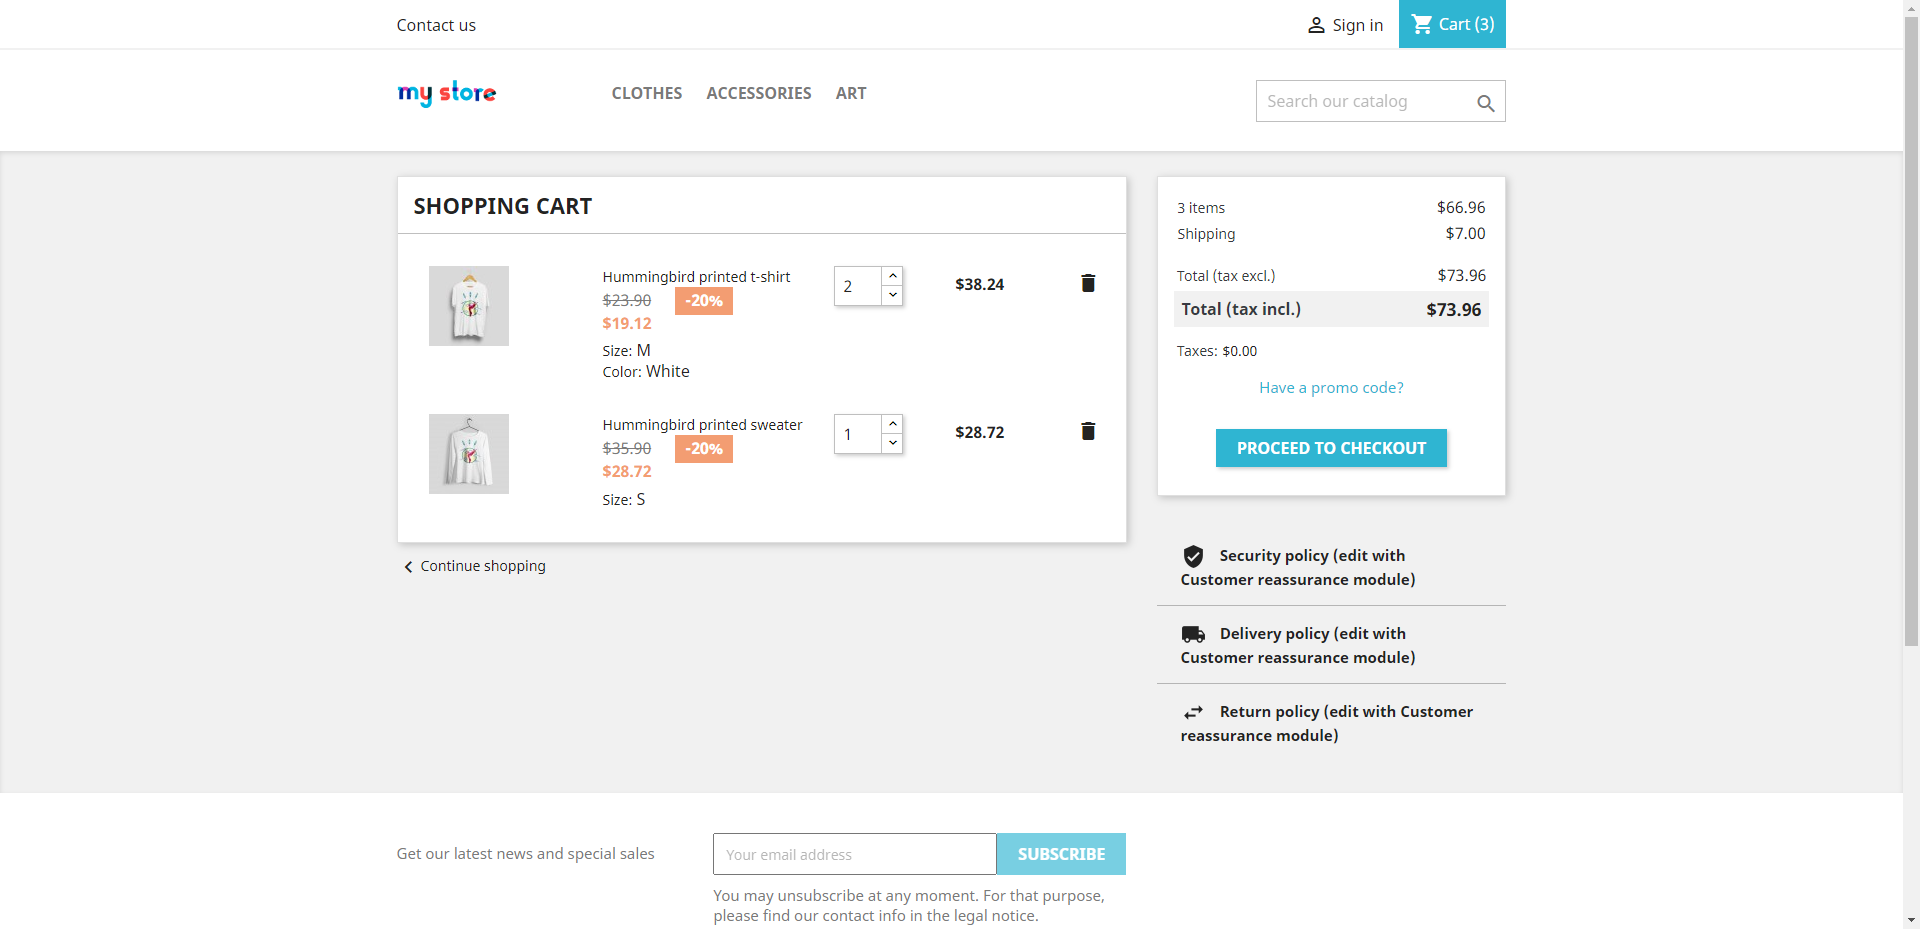 Contact us
Sign in
Cart (3)
my store
CLOTHES
ACCESSORIES
ART
Search our catalog
SHOPPING CART
Hummingbird printed t-shirt
$23.90
-20%
$19.12
Size: M
Color: White
2
$38.24
Hummingbird printed sweater
$35.90
-20%
$28.72
Size: S
1
$28.72
Continue shopping
3 items
$66.96
Shipping
$7.00
Total (tax excl.)
$73.96
Total (tax incl.)
$73.96
Taxes: $0.00
Have a promo code?
PROCEED TO CHECKOUT
Security policy (edit with
Customer reassurance module)
Delivery policy (edit with
Customer reassurance module)
Return policy (edit with Customer
reassurance module)
Get our latest news and special sales
Your email address
SUBSCRIBE
You may unsubscribe at any moment. For that purpose,
please find our contact info in the legal notice.